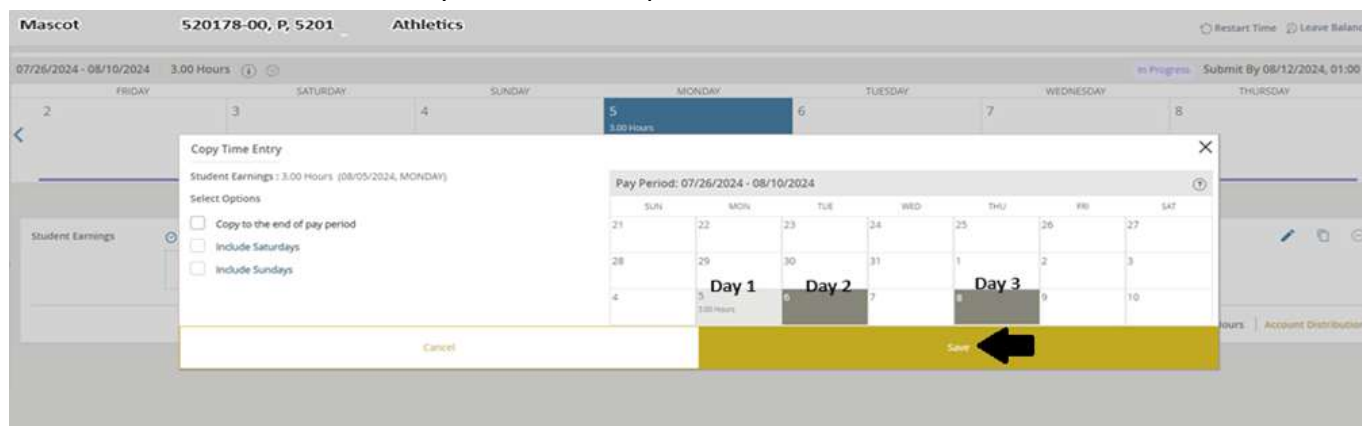 Mascot 520178-00, P, 5201 _ Athletics
Restart Time Leave Balanc
07/26/2024 - 08/10/2024 3.00 Hours In Progress Submit By 08/12/2024, 01:00
FRIDAY SATURDAY SUNDAY MONDAY TUESDAY WEDNESDAY THURSDAY
2 3 4 5 6 7 8
3.00 Hours
Copy Time Entry
Student Earnings : 3.00 Hours (08/05/2024, MONDAY)
Select Options
Copy to the end of pay period
Include Saturdays
Include Sundays
Pay Period: 07/26/2024 - 08/10/2024
SUN MON TUE WED THU FRI SAT
21 22 23 24 25 26 27
28 29 30 31 1 2 3
Day 1 Day 2 Day 3
4 5 6 7 8 9 10
3.00 Hours
Student Earnings
ours Account Distribution
Cancel Save